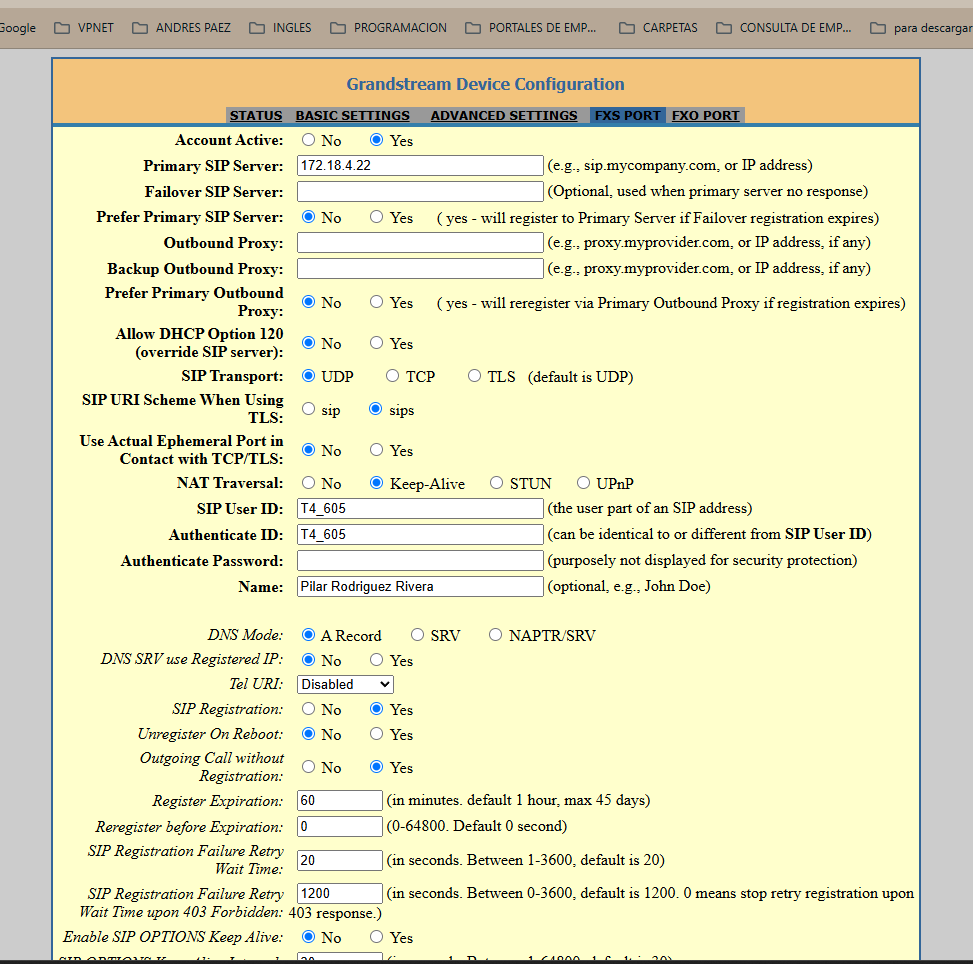 Google VPNET ANDRES PAEZ INGLES PROGRAMACION PORTALES DE EMP... CARPETAS CONSULTA DE EMP... para descargar
Grandstream Device Configuration
STATUS BASIC SETTINGS ADVANCED SETTINGS FXS PORT FXO PORT
Account Active: No Yes
Primary SIP Server: 172.18.4.22 (e.g., sip.mycompany.com, or IP address)
Failover SIP Server: (Optional, used when primary server no response)
Prefer Primary SIP Server: No Yes ( yes - will register to Primary Server if Failover registration expires)
Outbound Proxy: (e.g., proxy.myprovider.com, or IP address, if any)
Backup Outbound Proxy: (e.g., proxy.myprovider.com, or IP address, if any)
Prefer Primary Outbound
Proxy: No Yes ( yes - will reregister via Primary Outbound Proxy if registration expires)
Allow DHCP Option 120
(override SIP server): No Yes
SIP Transport: UDP TCP TLS (default is UDP)
SIP URI Scheme When Using
TLS: sip sips
Use Actual Ephemeral Port in
Contact with TCP/TLS: No Yes
NAT Traversal: No Keep-Alive STUN UPnP
SIP User ID: T4_605 (the user part of an SIP address)
Authenticate ID: T4_605 (can be identical to or different from SIP User ID)
Authenticate Password: (purposely not displayed for security protection)
Name: Pilar Rodriguez Rivera (optional, e.g., John Doe)
DNS Mode: A Record SRV NAPTR/SRV
DNS SRV use Registered IP: No Yes
Tel URI: Disabled
SIP Registration: No Yes
Unregister On Reboot: No Yes
Outgoing Call without
Registration: No Yes
Register Expiration: 60 (in minutes. default 1 hour, max 45 days)
Reregister before Expiration: 0 (0-64800. Default 0 second)
SIP Registration Failure Retry
Wait Time: 20 (in seconds. Between 1-3600, default is 20)
SIP Registration Failure Retry 1200 (in seconds. Between 0-3600, default is 1200. 0 means stop retry registration upon
Wait Time upon 403 Forbidden: 403 response.)
Enable SIP OPTIONS Keep Alive: No Yes